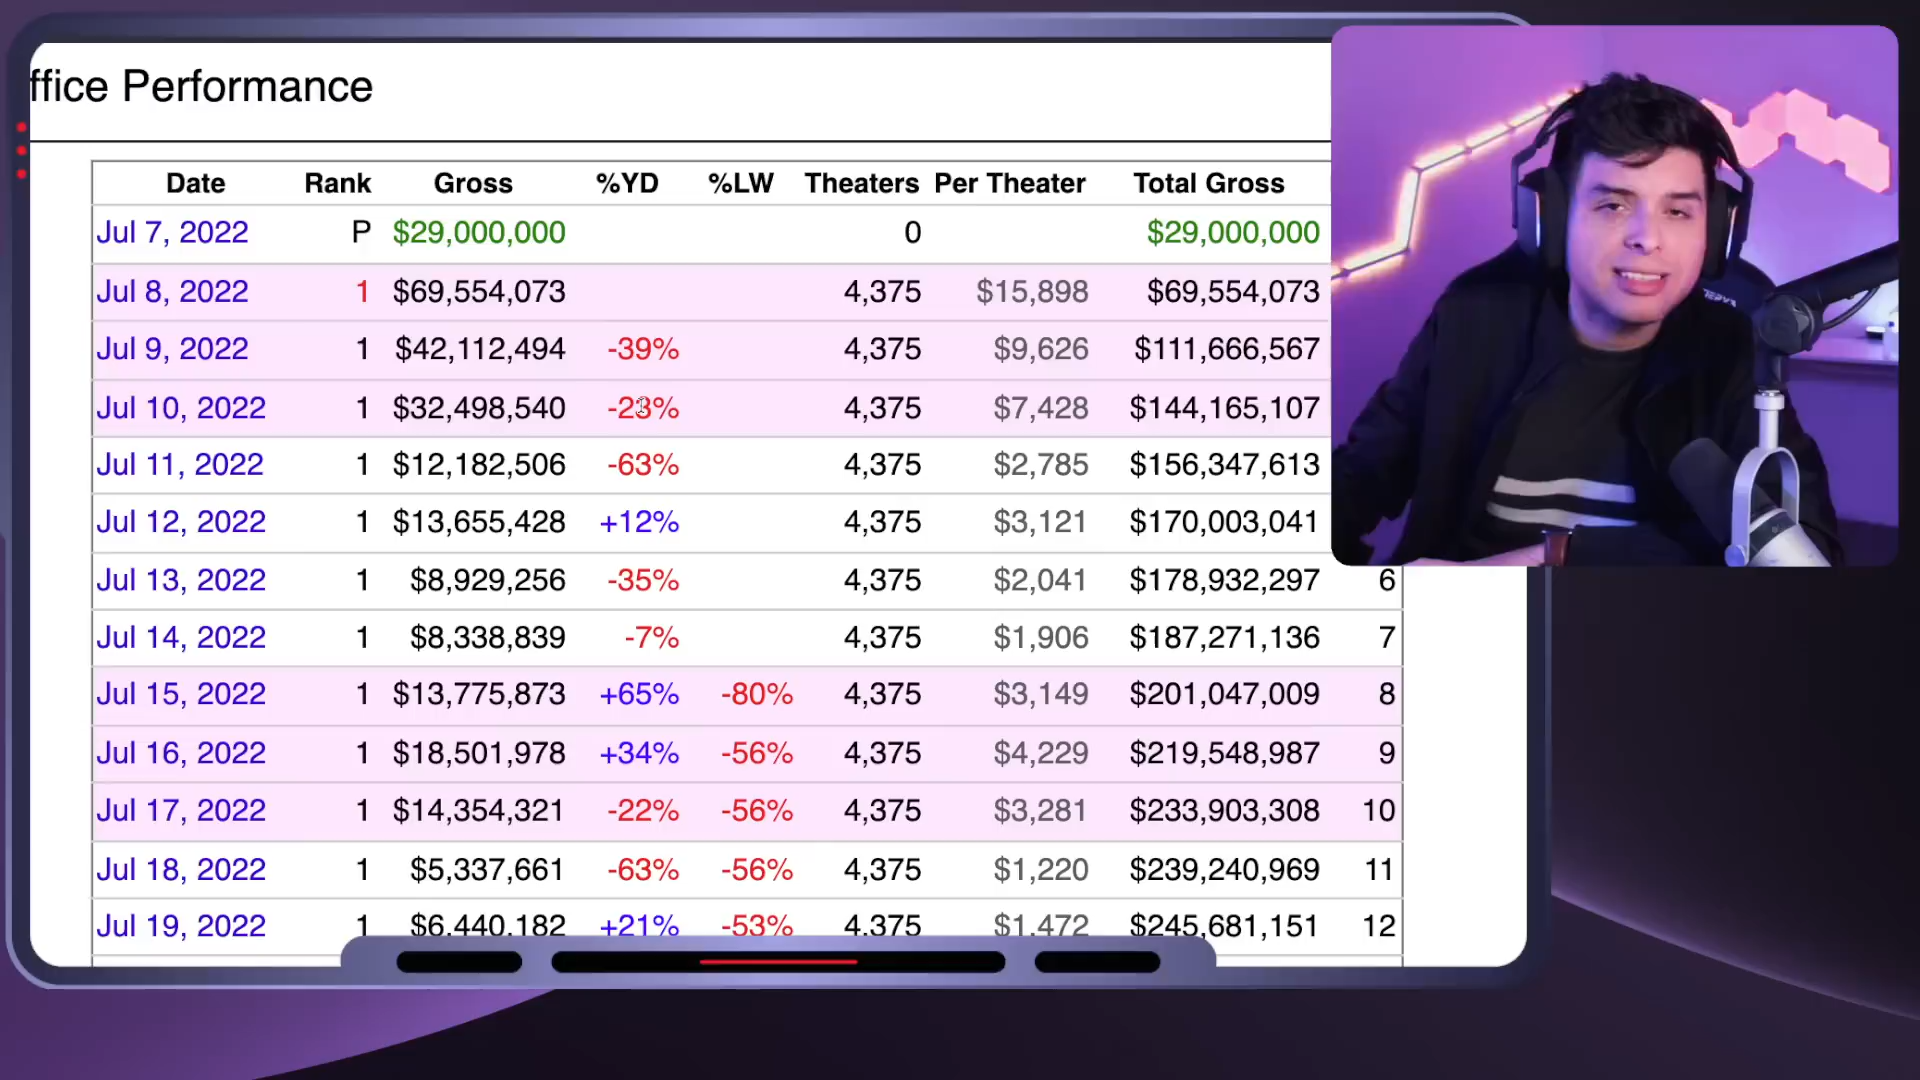 ffice Performance
Date Rank Gross %YD %LW Theaters Per Theater Total Gross
Jul 7, 2022 P $29,000,000 0 $29,000,000
Jul 8, 2022 1 $69,554,073 4,375 $15,898 $69,554,073
Jul 9, 2022 1 $42,112,494 -39% 4,375 $9,626 $111,666,567
Jul 10, 2022 1 $32,498,540 -23% 4,375 $7,428 $144,165,107
Jul 11, 2022 1 $12,182,506 -63% 4,375 $2,785 $156,347,613
Jul 12, 2022 1 $13,655,428 +12% 4,375 $3,121 $170,003,041
Jul 13, 2022 1 $8,929,256 -35% 4,375 $2,041 $178,932,297 6
Jul 14, 2022 1 $8,338,839 -7% 4,375 $1,906 $187,271,136 7
Jul 15, 2022 1 $13,775,873 +65% -80% 4,375 $3,149 $201,047,009 8
Jul 16, 2022 1 $18,501,978 +34% -56% 4,375 $4,229 $219,548,987 9
Jul 17, 2022 1 $14,354,321 -22% -56% 4,375 $3,281 $233,903,308 10
Jul 18, 2022 1 $5,337,661 -63% -56% 4,375 $1,220 $239,240,969 11
Jul 19, 2022 1 $6,440,182 +21% -53% 4,375 $1,472 $245,681,151 12